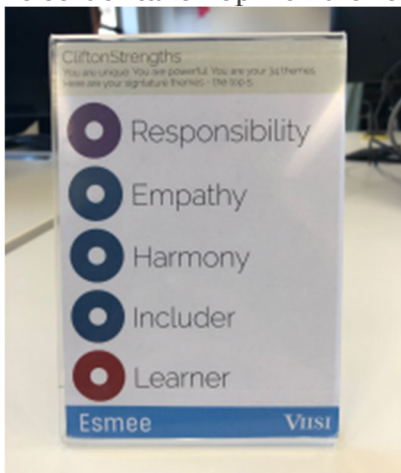 CliftonStrengths
You are unique. You are powerful. You are your 34 themes.
Here are your signature themes - the top 5.
Responsibility
Empathy
Harmony
Includer
Learner
Esmee VIISI